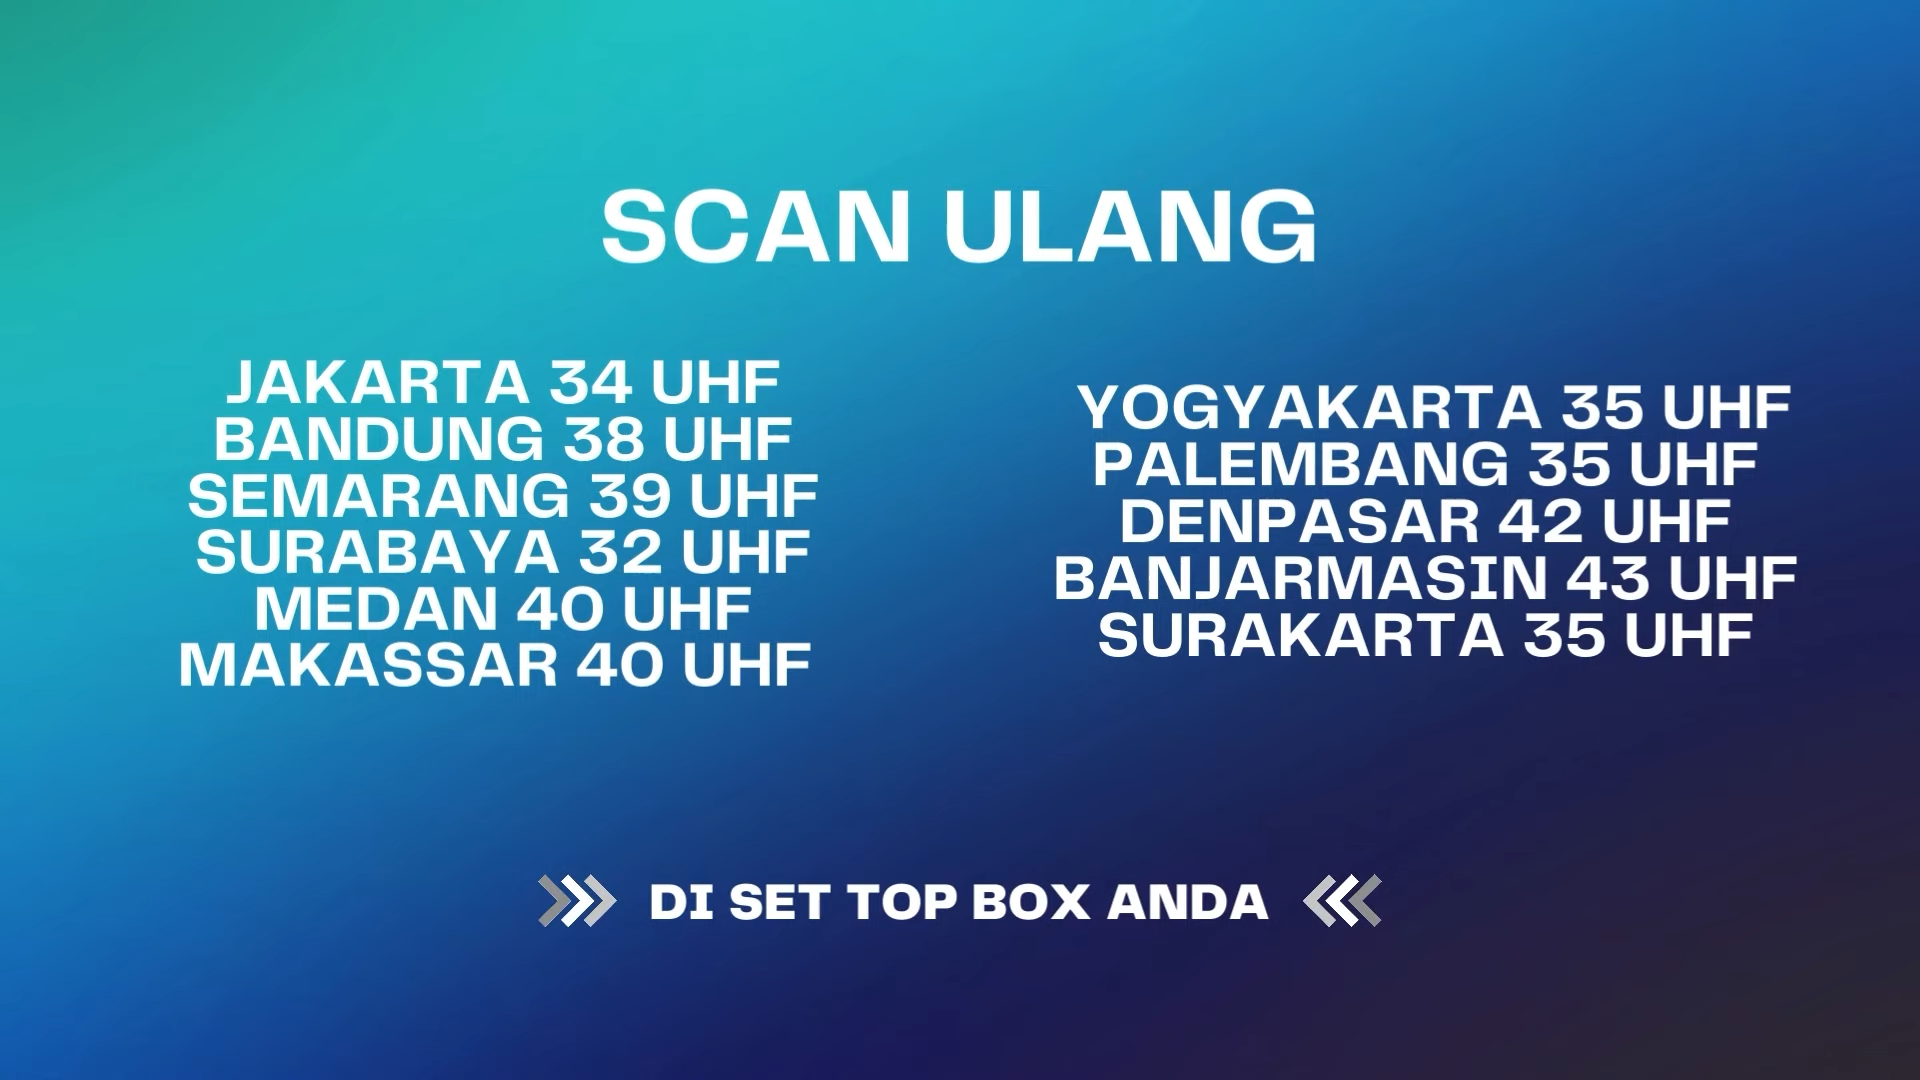 SCAN ULANG
JAKARTA 34 UHF
BANDUNG 38 UHF
SEMARANG 39 UHF
SURABAYA 32 UHF
MEDAN 40 UHF
MAKASSAR 40 UHF
YOGYAKARTA 35 UHF
PALEMBANG 35 UHF
DENPASAR 42 UHF
BANJARMASIN 43 UHF
SURAKARTA 35 UHF
DI SET TOP BOX ANDA